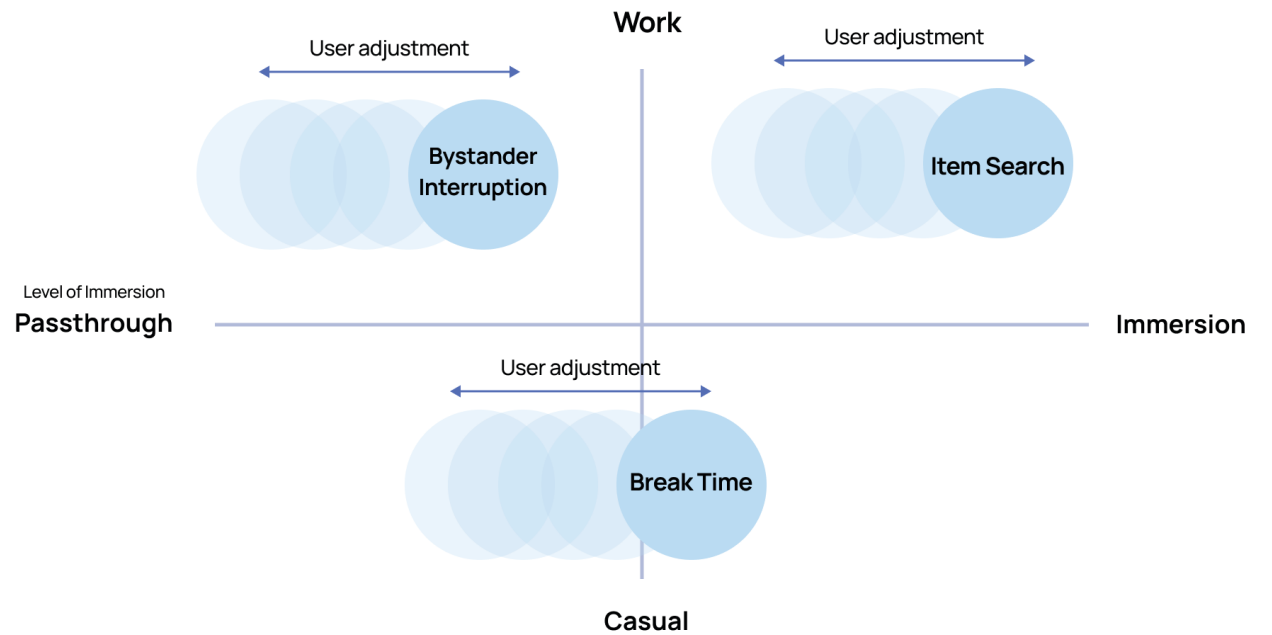 Work
User adjustment
User adjustment
Bystander
Interruption
Item Search
Level of Immersion
Passthrough
Immersion
User adjustment
Break Time
Casual